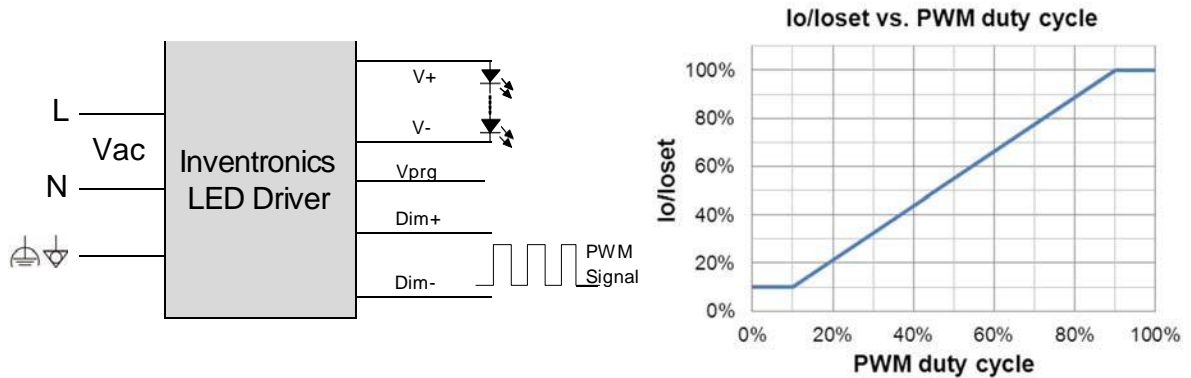 L
Vac
N
Inventronics
LED Driver
V+
V-
Vprg
Dim+
Dim-
PWM
Signal
Io/Ioset vs. PWM duty cycle
Io/Ioset
100%
80%
60%
40%
20%
0%
0% 20% 40% 60% 80% 100%
PWM duty cycle